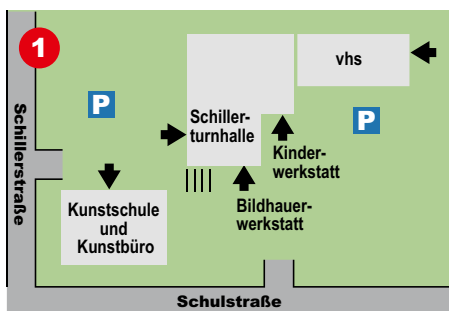 1
Schillerstraße
P
Schiller-
turnhalle
vhs
P
Kinder-
werkstatt
Bildhauer-
werkstatt
Kunstschule
und
Kunstbüro
Schulstraße